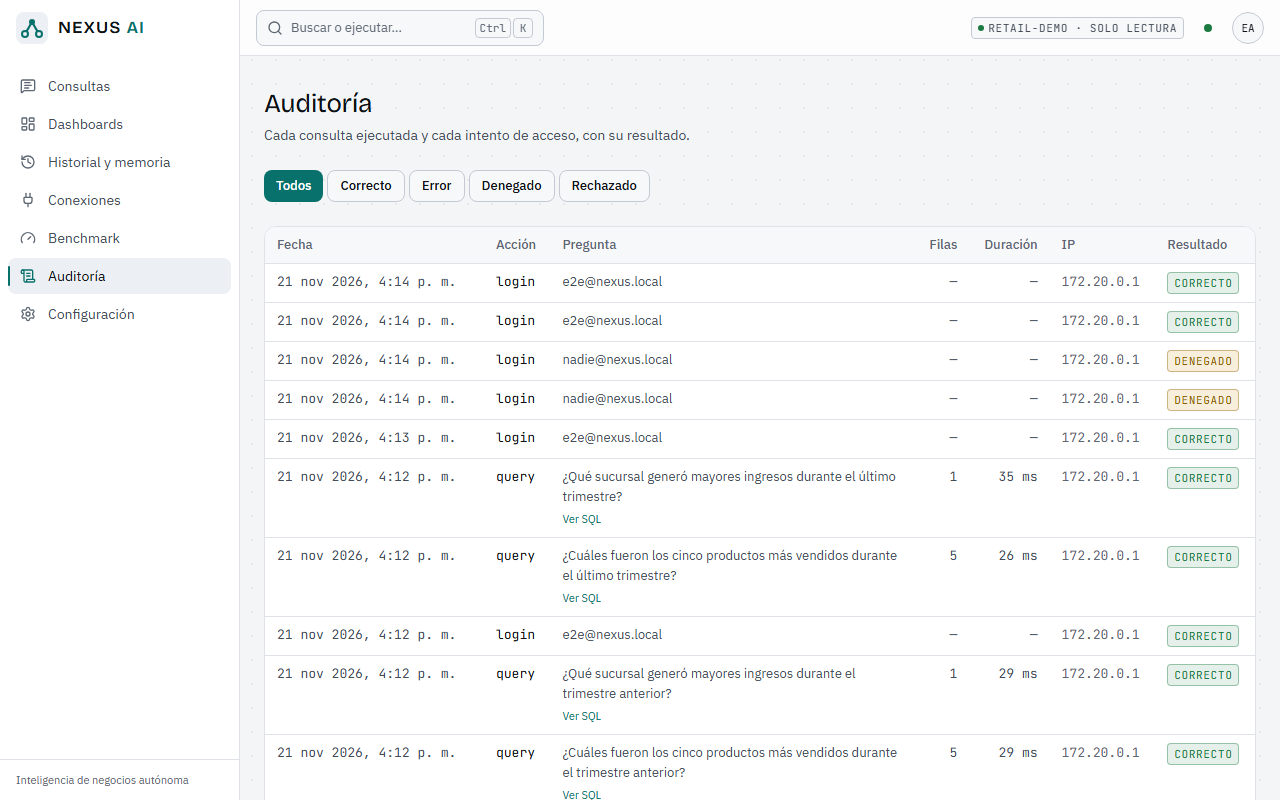 NEXUS AI
Buscar o ejecutar...
Ctrl K
RETAIL-DEMO · SOLO LECTURA
EA
Consultas
Dashboards
Historial y memoria
Conexiones
Benchmark
Auditoría
Configuración
Inteligencia de negocios autónoma
Auditoría
Cada consulta ejecutada y cada intento de acceso, con su resultado.
Todos Correcto Error Denegado Rechazado
Fecha Acción Pregunta Filas Duración IP Resultado
21 nov 2026, 4:14 p. m. login e2e@nexus.local — — 172.20.0.1 CORRECTO
21 nov 2026, 4:14 p. m. login e2e@nexus.local — — 172.20.0.1 CORRECTO
21 nov 2026, 4:14 p. m. login nadie@nexus.local — — 172.20.0.1 DENEGADO
21 nov 2026, 4:14 p. m. login nadie@nexus.local — — 172.20.0.1 DENEGADO
21 nov 2026, 4:13 p. m. login e2e@nexus.local — — 172.20.0.1 CORRECTO
21 nov 2026, 4:12 p. m. query ¿Qué sucursal generó mayores ingresos durante el último 1 35 ms 172.20.0.1 CORRECTO
trimestre?
Ver SQL
21 nov 2026, 4:12 p. m. query ¿Cuáles fueron los cinco productos más vendidos durante 5 26 ms 172.20.0.1 CORRECTO
el último trimestre?
Ver SQL
21 nov 2026, 4:12 p. m. login e2e@nexus.local — — 172.20.0.1 CORRECTO
21 nov 2026, 4:12 p. m. query ¿Qué sucursal generó mayores ingresos durante el 1 29 ms 172.20.0.1 CORRECTO
trimestre anterior?
Ver SQL
21 nov 2026, 4:12 p. m. query ¿Cuáles fueron los cinco productos más vendidos durante 5 29 ms 172.20.0.1 CORRECTO
el trimestre anterior?
Ver SQL